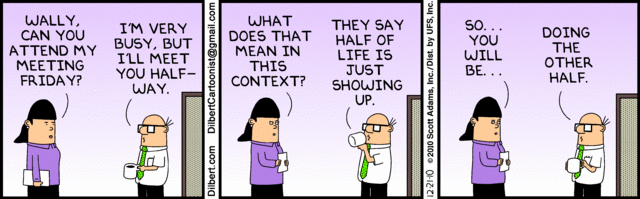 WALLY,
CAN YOU
ATTEND MY
MEETING
FRIDAY?
I'M VERY
BUSY, BUT
I'LL MEET
YOU HALF-
WAY.
Dilbert.com DilbertCartoonist@gmail.com
WHAT
DOES THAT
MEAN IN
THIS
CONTEXT?
THEY SAY
HALF OF
LIFE IS
JUST
SHOWING
UP.
12-21-10 ©2010 Scott Adams, Inc./Dist. by UFS, Inc.
SO...
YOU
WILL
BE...
DOING
THE
OTHER
HALF.